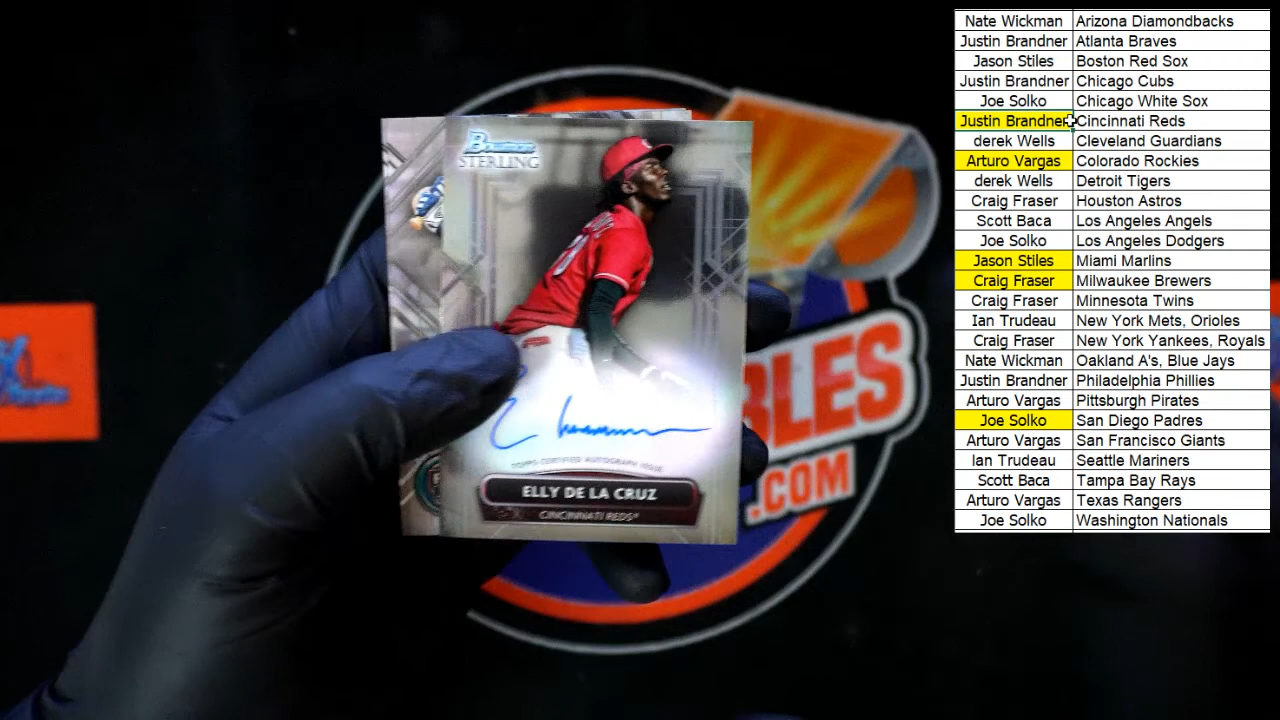 Bowman
STERLING
TOPPS CERTIFIED AUTOGRAPH ISSUE
ELLY DE LA CRUZ
CINCINNATI REDS®
BLES
.COM
Nate Wickman Arizona Diamondbacks
Justin Brandner Atlanta Braves
Jason Stiles Boston Red Sox
Justin Brandner Chicago Cubs
Joe Solko Chicago White Sox
Justin Brandner Cincinnati Reds
derek Wells Cleveland Guardians
Arturo Vargas Colorado Rockies
derek Wells Detroit Tigers
Craig Fraser Houston Astros
Scott Baca Los Angeles Angels
Joe Solko Los Angeles Dodgers
Jason Stiles Miami Marlins
Craig Fraser Milwaukee Brewers
Craig Fraser Minnesota Twins
Ian Trudeau New York Mets, Orioles
Craig Fraser New York Yankees, Royals
Nate Wickman Oakland A's, Blue Jays
Justin Brandner Philadelphia Phillies
Arturo Vargas Pittsburgh Pirates
Joe Solko San Diego Padres
Arturo Vargas San Francisco Giants
Ian Trudeau Seattle Mariners
Scott Baca Tampa Bay Rays
Arturo Vargas Texas Rangers
Joe Solko Washington Nationals